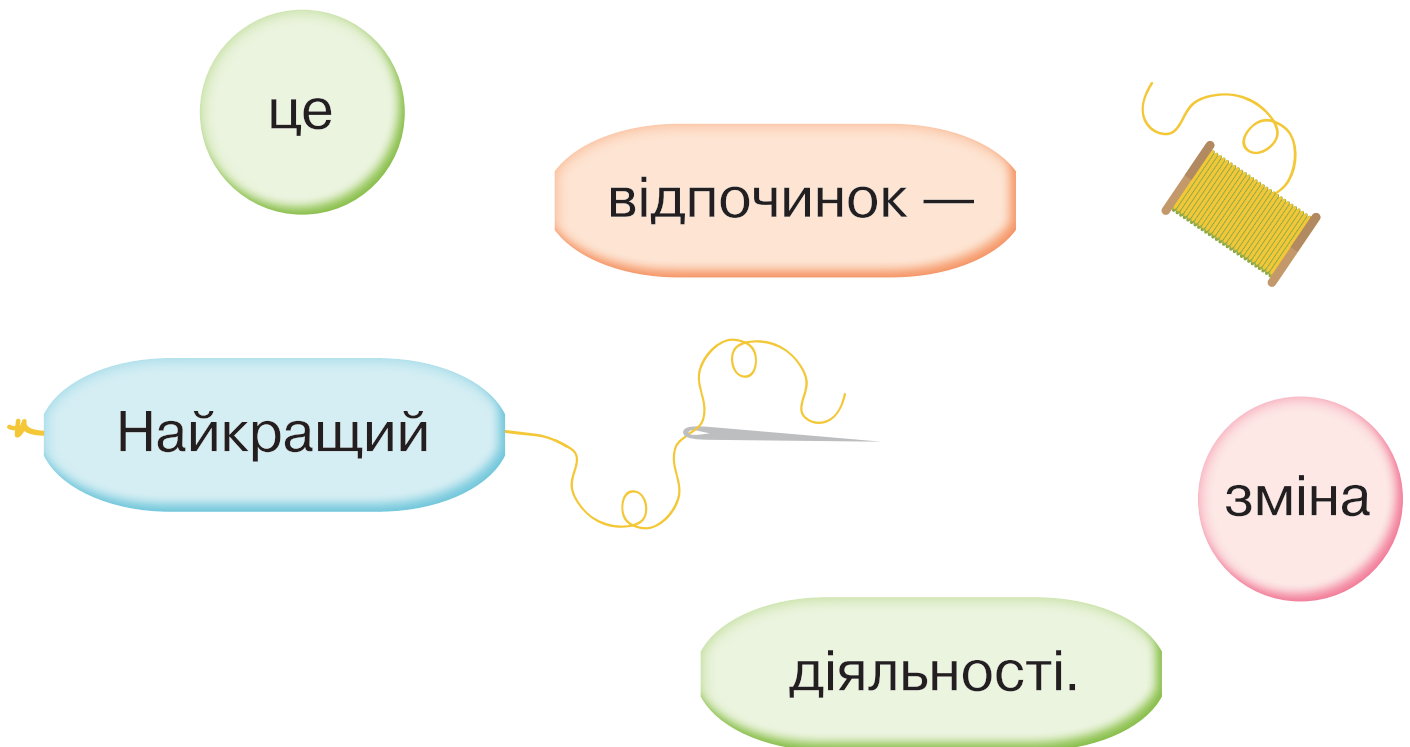 це
відпочинок —
Найкращий
зміна
діяльності.